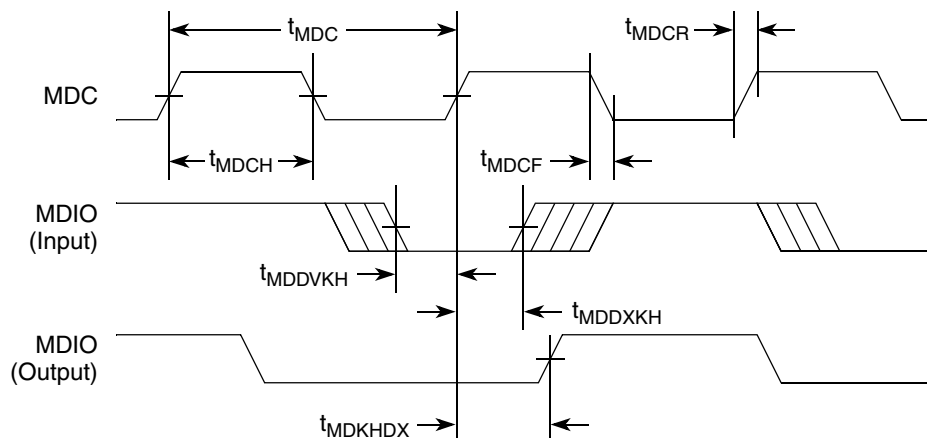 tMDC
tMDCR
MDC
tMDCH
tMDCF
MDIO
(Input)
tMDDVKH
tMDDXKH
MDIO
(Output)
tMDKHDX